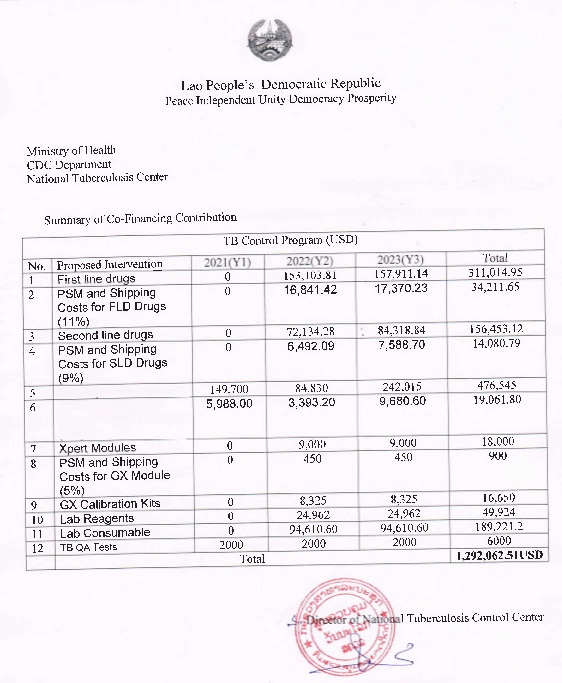 Lao People's Democratic Republic
Peace Independent Unity Democracy Prosperity
Ministry of Health
CDC Department
National Tuberculosis Center
Summary of Co-Financing Contribution
TB Control Program (USD)
No. Proposed Intervention 2021(Y1) 2022(Y2) 2023(Y3) Total
1 First line drugs 0 153,103.81 157,911.14 311,014.95
2 PSM and Shipping 0 16,841.42 17,370.23 34,211.65
Costs for FLD Drugs
(11%)
3 Second line drugs 0 72,134.28 84,318.84 156,453.12
4 PSM and Shipping 0 6,492.09 7,588.70 14,080.79
Costs for SLD Drugs
(9%)
5 149,700 84,830 242,015 476,545
6 5,988.00 3,393.20 9,680.60 19,061.80
7 Xpert Modules 0 9,000 9,000 18,000
8 PSM and Shipping 0 450 450 900
Costs for GX Module
(5%)
9 GX Calibration Kits 0 8,325 8,325 16,650
10 Lab Reagents 0 24,962 24,962 49,924
11 Lab Consumable 0 94,610.60 94,610.60 189,221.2
12 TB QA Tests 2000 2000 2000 6000
Total 1,292,062.51USD
Director of National Tuberculosis Control Center